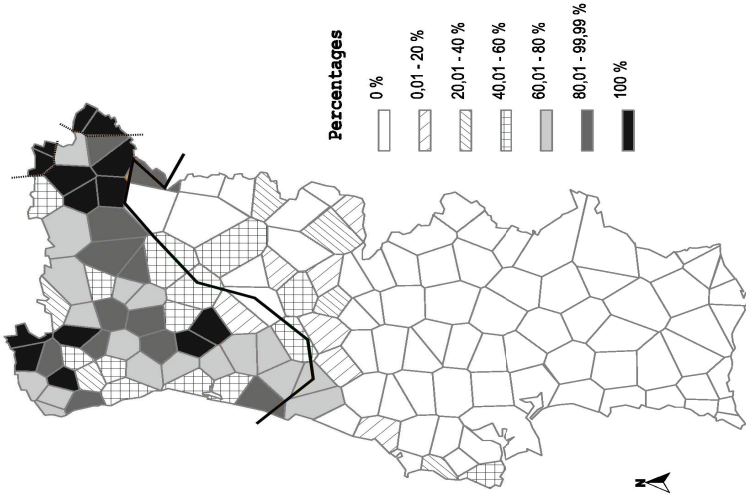 Percentages
0 %
0,01 - 20 %
20,01 - 40 %
40,01 - 60 %
60,01 - 80 %
80,01 - 99,99 %
100 %
N